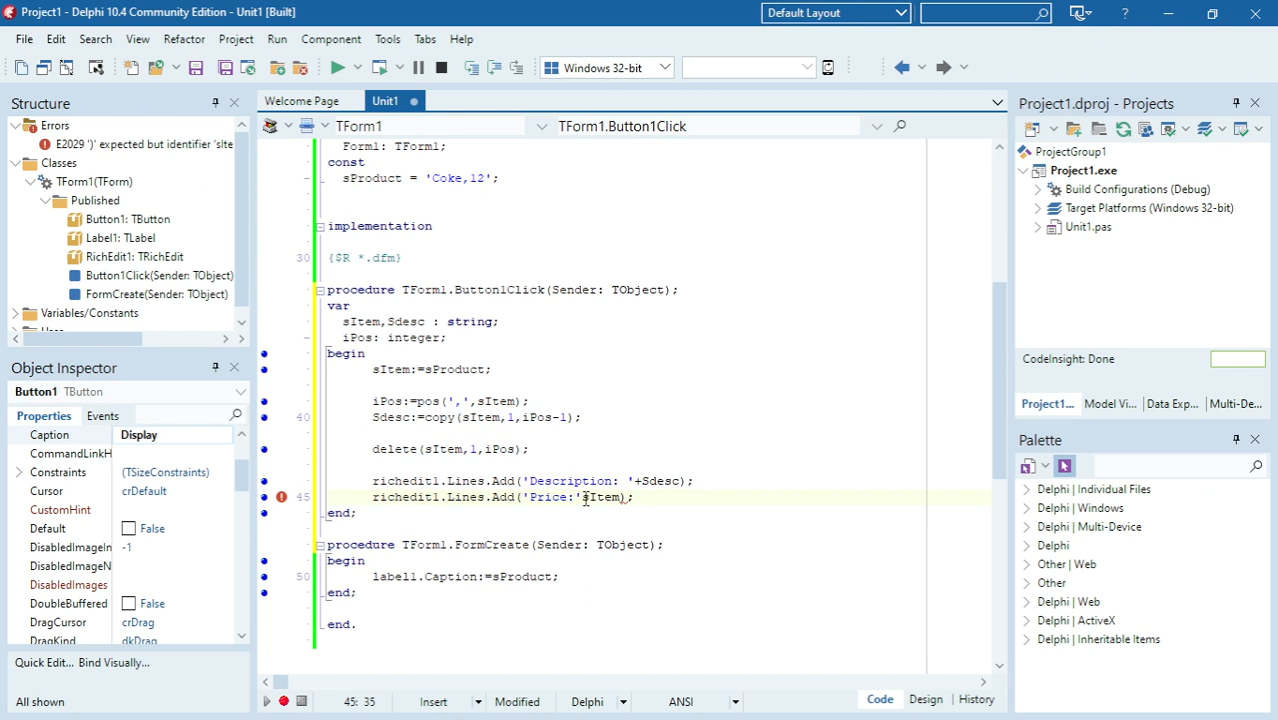 Project1 - Delphi 10.4 Community Edition - Unit1 [Built]
Default Layout
File Edit Search View Refactor Project Run Component Tools Tabs Help
Windows 32-bit
Structure
Errors
E2029 ')' expected but identifier 'sIte
Classes
TForm1(TForm)
Published
Button1: TButton
Label1: TLabel
RichEdit1: TRichEdit
Button1Click(Sender: TObject)
FormCreate(Sender: TObject)
Variables/Constants
Object Inspector
Button1 TButton
Properties Events
Caption Display
CommandLinkH
Constraints (TSizeConstraints)
Cursor crDefault
CustomHint
Default False
DisabledImageIn -1
DisabledImageN
DisabledImages
DoubleBuffered False
DragCursor crDrag
DragKind dkDrag
Quick Edit... Bind Visually...
All shown
Welcome Page Unit1
TForm1 TForm1.Button1Click
Form1: TForm1;
const
sProduct = 'Coke,12';
implementation
30 {$R *.dfm}
procedure TForm1.Button1Click(Sender: TObject);
var
sItem,Sdesc : string;
iPos: integer;
begin
sItem:=sProduct;
iPos:=pos(',',sItem);
40 Sdesc:=copy(sItem,1,iPos-1);
delete(sItem,1,iPos);
richedit1.Lines.Add('Description: '+Sdesc);
45 richedit1.Lines.Add('Price:' Item);
end;
procedure TForm1.FormCreate(Sender: TObject);
begin
50 label1.Caption:=sProduct;
end;
end.
45: 35 Insert Modified Delphi ANSI Code Design History
Project1.dproj - Projects
ProjectGroup1
Project1.exe
Build Configurations (Debug)
Target Platforms (Windows 32-bit)
Unit1.pas
CodeInsight: Done
Project1... Model Vi... Data Exp... Multi-De...
Palette
Delphi | Individual Files
Delphi | Windows
Delphi | Multi-Device
Delphi
Other | Web
Other
Delphi | Web
Delphi | ActiveX
Delphi | Inheritable Items